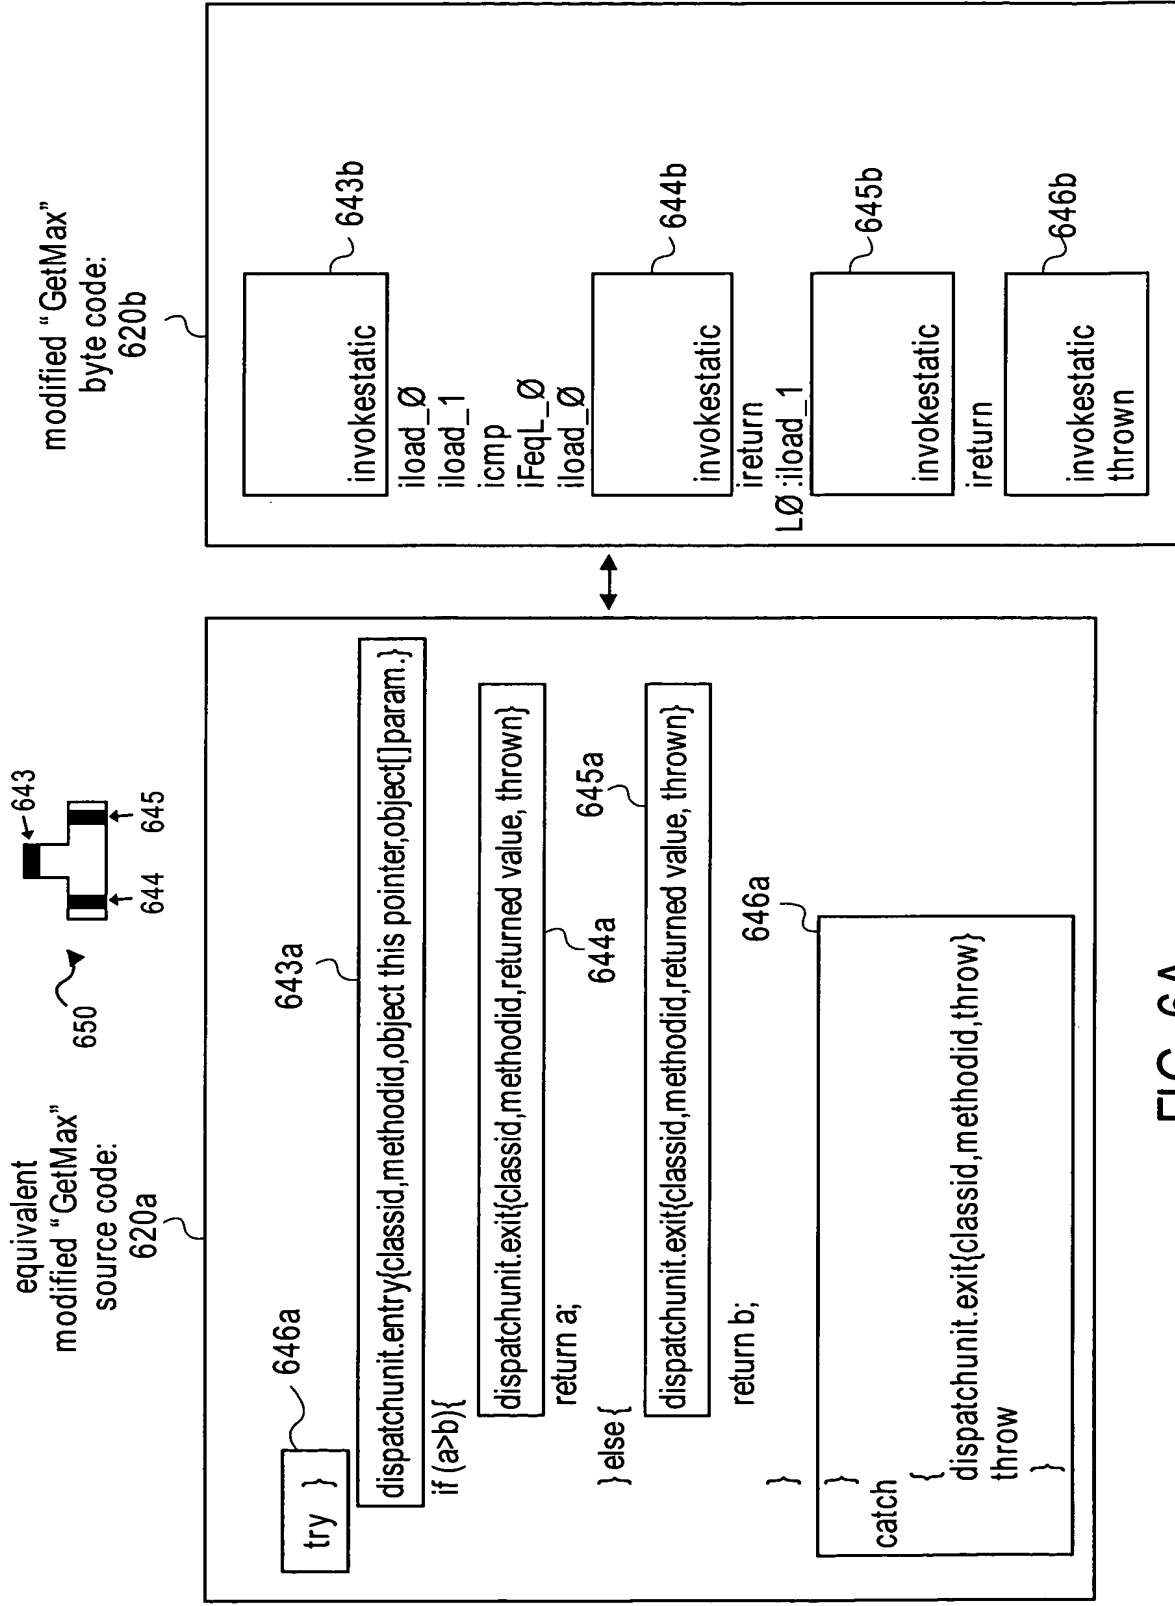 equivalent
modified “GetMax”
source code:
620a
650
643
644
645
646a
try }
643a
dispatchunit.entry{classid,methodid,object this pointer,object[]param.}
if (a>b){
dispatchunit.exit{classid,methodid,returned value, thrown}
644a
return a;
} else {
645a
dispatchunit.exit{classid,methodid,returned value, thrown}
return b;
}
646a
}
catch
{
dispatchunit.exit{classid,methodid,throw}
throw
}
modified “GetMax”
byte code:
620b
invokestatic
643b
iload_Ø
iload_1
icmp
iFeqL_Ø
iload_Ø
invokestatic
644b
ireturn
LØ:iload_1
invokestatic
645b
ireturn
invokestatic
thrown
646b
FIG. 6A